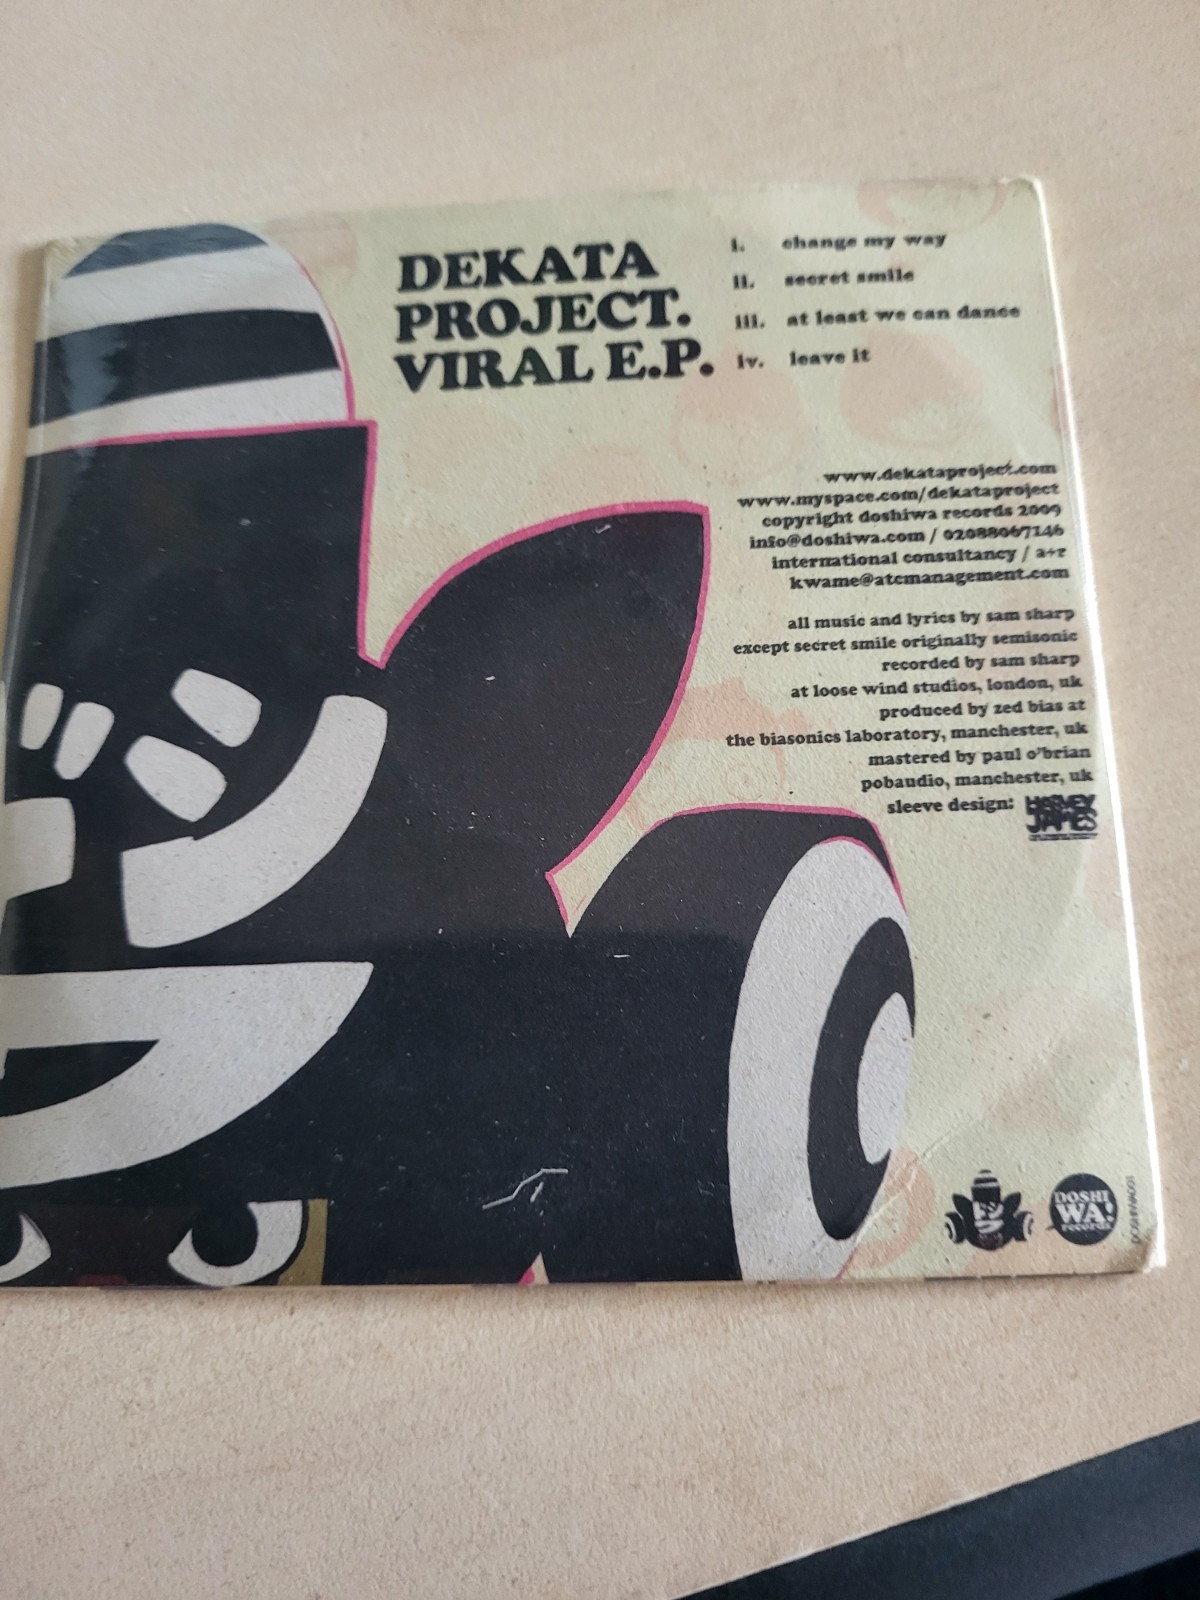 DEKATA
PROJECT.
VIRAL E.P.
i. change my way
ii. secret smile
iii. at least we can dance
iv. leave it
www.dekataproject.com
www.myspace.com/dekataproject
copyright doshiwa records 2009
info@doshiwa.com / 02088067146
international consultancy / a+r
kwame@atcmanagement.com
all music and lyrics by sam sharp
except secret smile originally semisonic
recorded by sam sharp
at loose wind studios, london, uk
produced by zed bias at
the biasonics laboratory, manchester, uk
mastered by paul o'brian
pobaudio, manchester, uk
sleeve design: HARVEY
JAMES
DOSHI
WA!
records